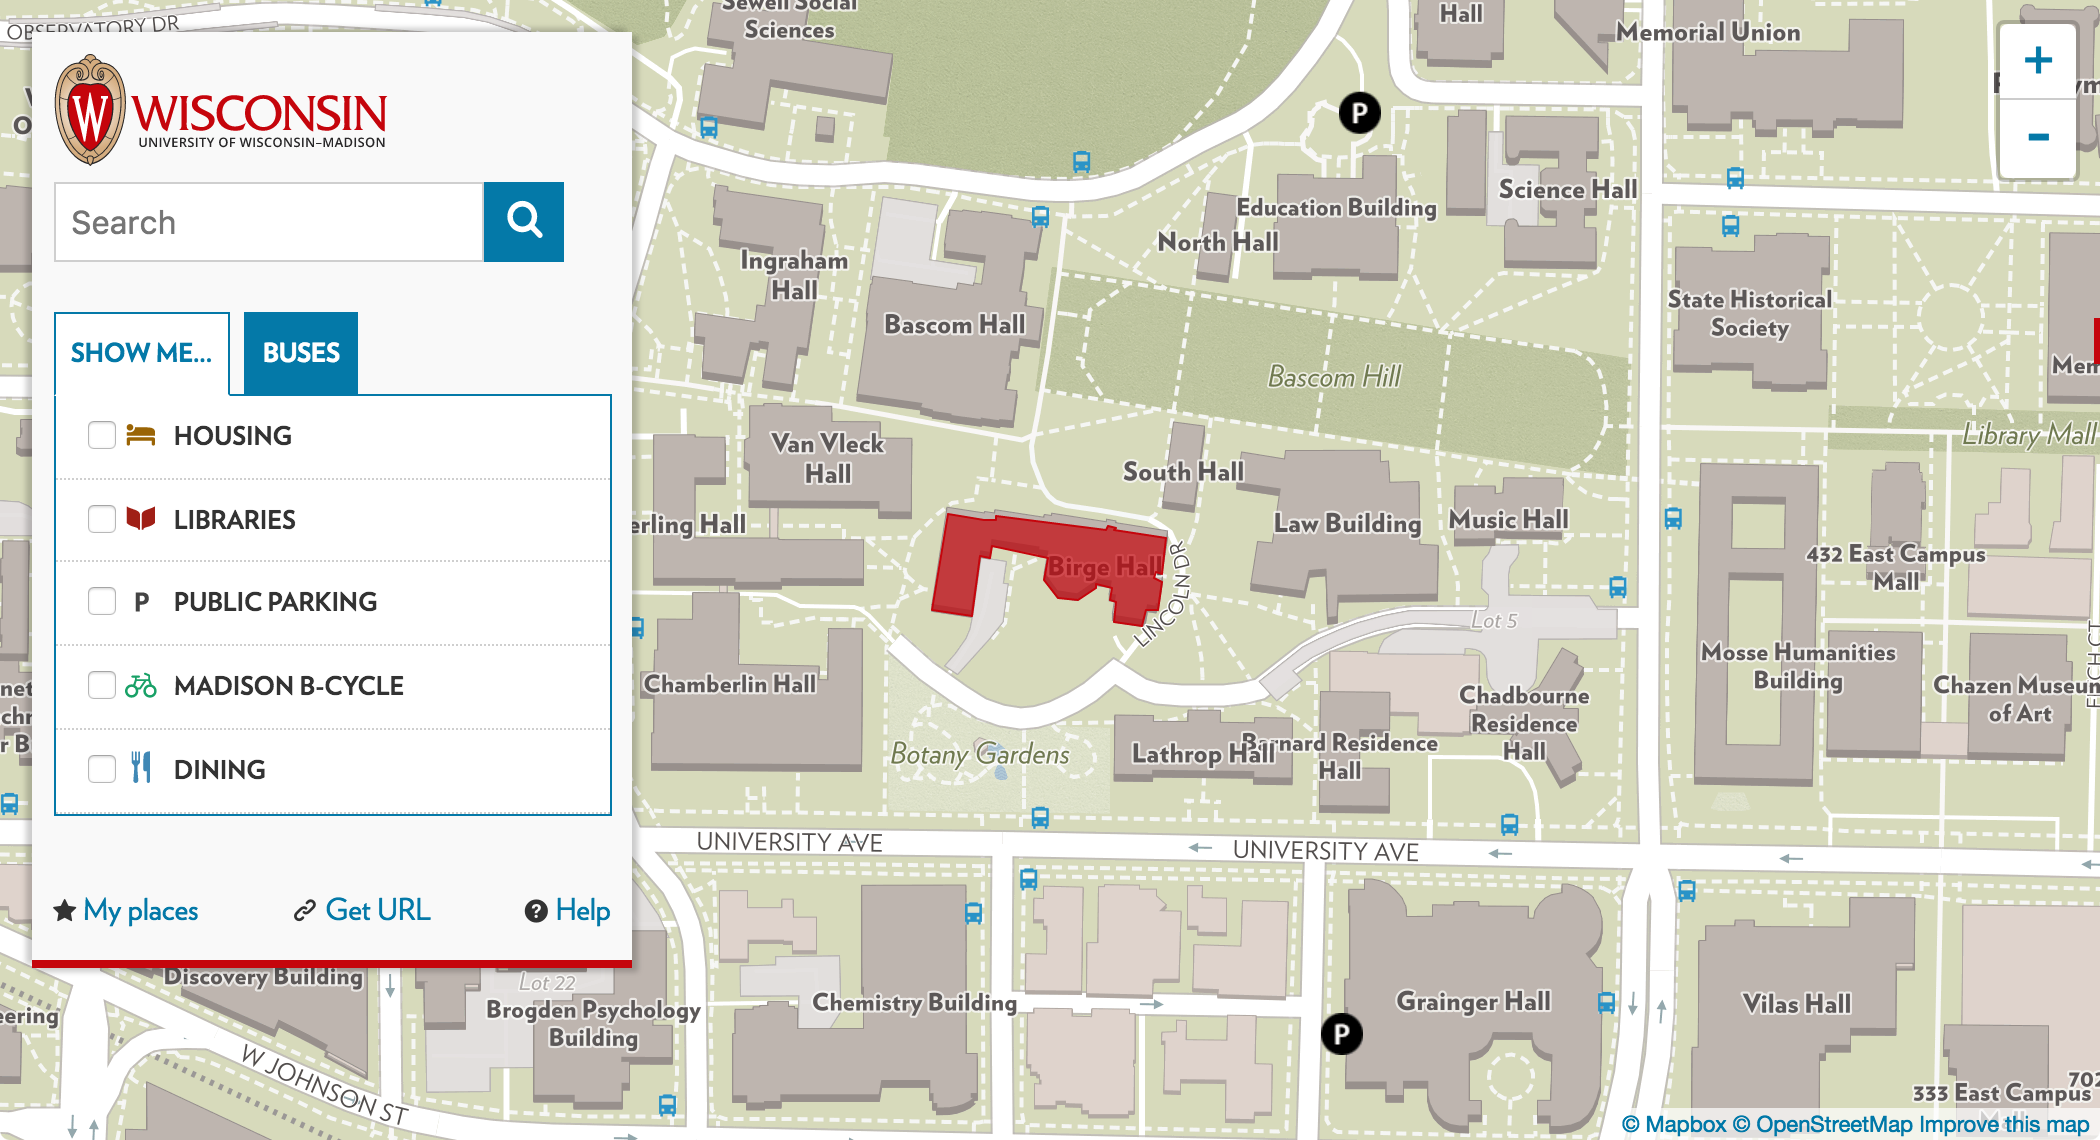 OBSERVATORY DR
W
WISCONSIN
UNIVERSITY OF WISCONSIN–MADISON
Search
SHOW ME...
BUSES
HOUSING
LIBRARIES
P PUBLIC PARKING
MADISON B-CYCLE
DINING
My places
Get URL
? Help
Sewell Social
Sciences
Hall
Memorial Union
+
-
P
Science Hall
Education Building
North Hall
Ingraham
Hall
Bascom Hall
State Historical
Society
Bascom Hill
Library Mall
Van Vleck
Hall
South Hall
erling Hall
Law Building
Music Hall
Birge Hall
LINCOLN DR
432 East Campus
Mall
Lot 5
Mosse Humanities
Building
Chamberlin Hall
Chadbourne
Residence
Hall
Chazen Museum
of Art
Botany Gardens
Lathrop Hall
Barnard Residence
Hall
UNIVERSITY AVE
UNIVERSITY AVE
Discovery Building
Lot 22
Brogden Psychology
Building
Chemistry Building
Grainger Hall
Vilas Hall
P
eering
W JOHNSON ST
333 East Campus
Mall
702
© Mapbox © OpenStreetMap Improve this map